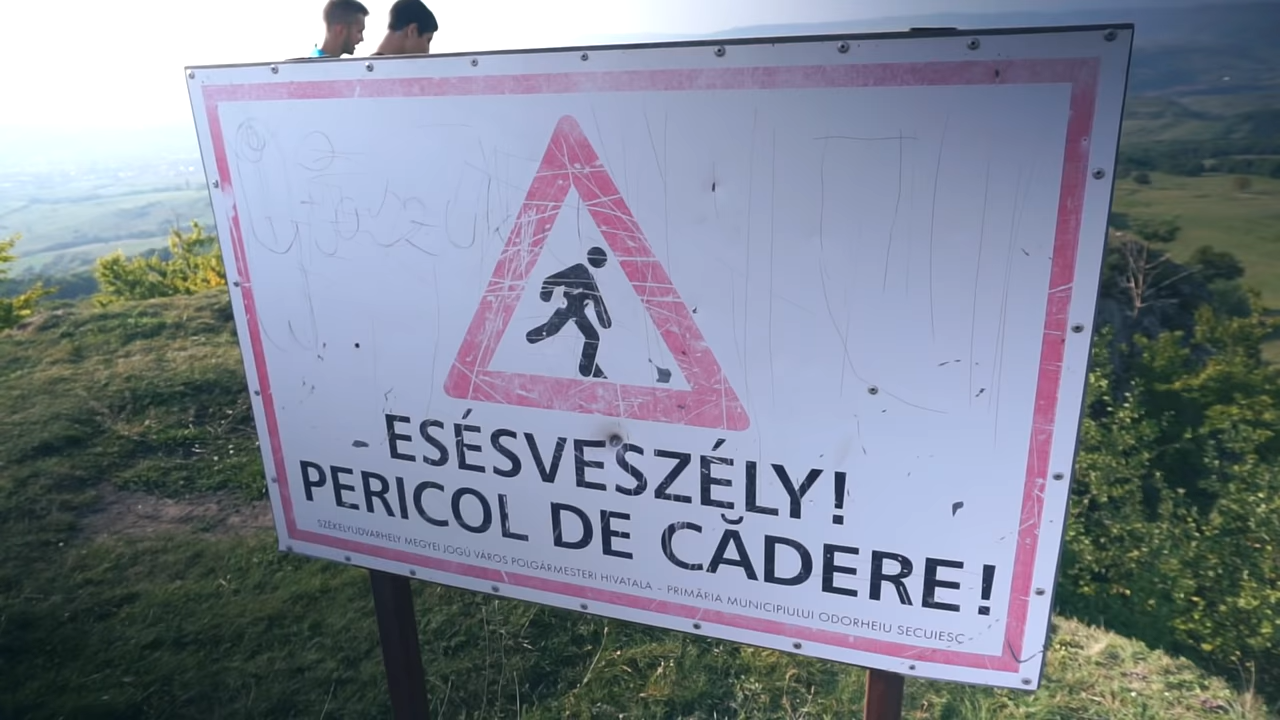 ESÉSVESZÉLY!
PERICOL DE CĂDERE!
SZÉKELYUDVARHELY MEGYEI JOGÚ VÁROS POLGÁRMESTERI HIVATALA - PRIMĂRIA MUNICIPIULUI ODORHEIU SECUIESC